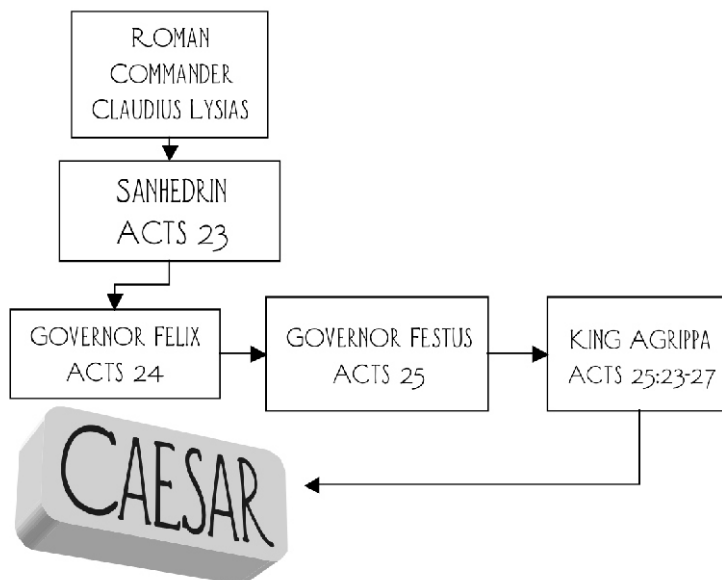 ROMAN
COMMANDER
CLAUDIUS LYSIAS
SANHEDRIN
ACTS 23
GOVERNOR FELIX
ACTS 24
GOVERNOR FESTUS
ACTS 25
KING AGRIPPA
ACTS 25:23-27
CAESAR